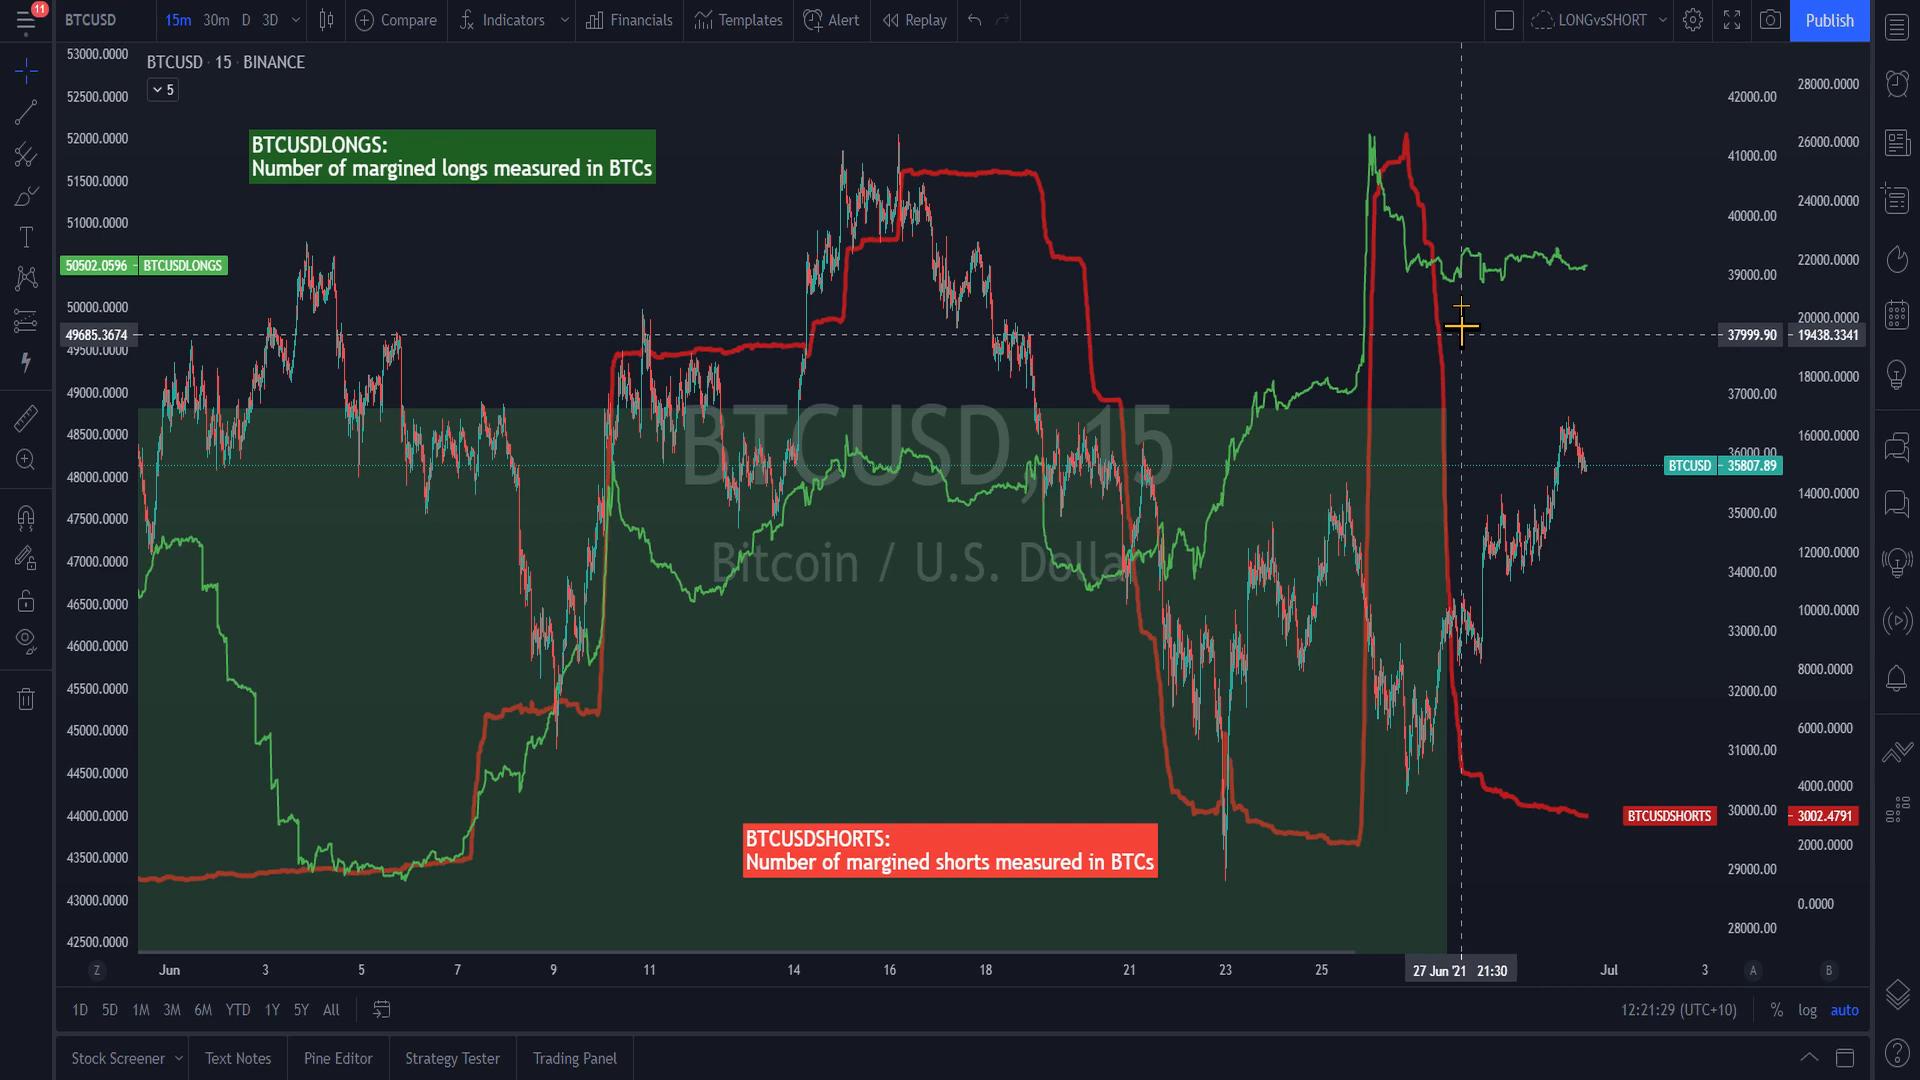 11
BTCUSD
15m 30m D 3D
Compare
Indicators
Financials
Templates
Alert
Replay
LONGvsSHORT
Publish
BTCUSD · 15 · BINANCE
5
BTCUSDLONGS:
Number of margined longs measured in BTCs
BTCUSD, 15
Bitcoin / U.S. Dollar
BTCUSDSHORTS:
Number of margined shorts measured in BTCs
53000.0000
52500.0000
52000.0000
51500.0000
51000.0000
50502.0596 BTCUSDLONGS
50000.0000
49685.3674
49500.0000
49000.0000
48500.0000
48000.0000
47500.0000
47000.0000
46500.0000
46000.0000
45500.0000
45000.0000
44500.0000
44000.0000
43500.0000
43000.0000
42500.0000
42000.00
41000.00
40000.00
39000.00
37999.90
37000.00
36000.00
BTCUSD 35807.89
35000.00
34000.00
33000.00
32000.00
31000.00
30000.00
29000.00
28000.00
28000.0000
26000.0000
24000.0000
22000.0000
20000.0000
19438.3341
18000.0000
16000.0000
14000.0000
12000.0000
10000.0000
8000.0000
6000.0000
4000.0000
BTCUSDSHORTS 3002.4791
2000.0000
0.0000
Z Jun 3 5 7 9 11 14 16 18 21 23 25 27 Jun '21 21:30 Jul 3 A B
1D 5D 1M 3M 6M YTD 1Y 5Y All
12:21:29 (UTC+10) % log auto
Stock Screener Text Notes Pine Editor Strategy Tester Trading Panel